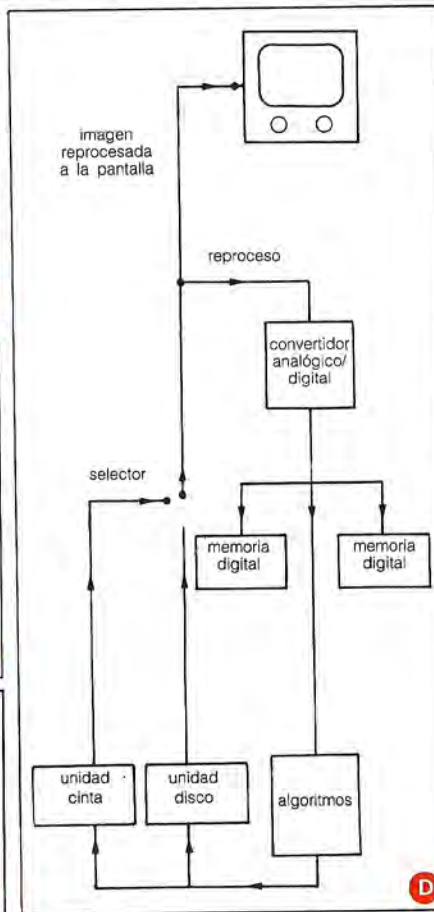 imagen
reprocesada
a la pantalla
reproceso
convertidor
analógico/
digital
selector
memoria
digital
memoria
digital
unidad
cinta
unidad
disco
algoritmos
D